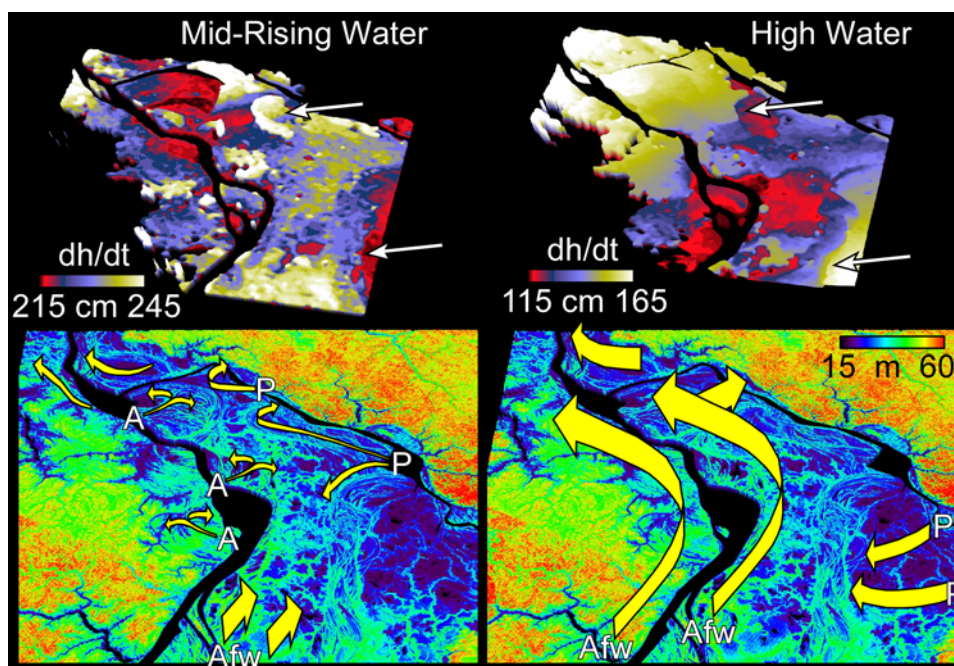 Mid-Rising Water
High Water
dh/dt
215 cm 245
dh/dt
115 cm 165
15 m 60
P
A
P
A
A
Afw
P
Afw
Afw